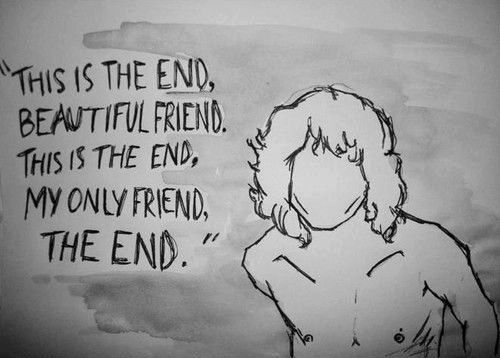 "THIS IS THE END,
BEAUTIFUL FRIEND.
THIS IS THE END,
MY ONLY FRIEND,
THE END."